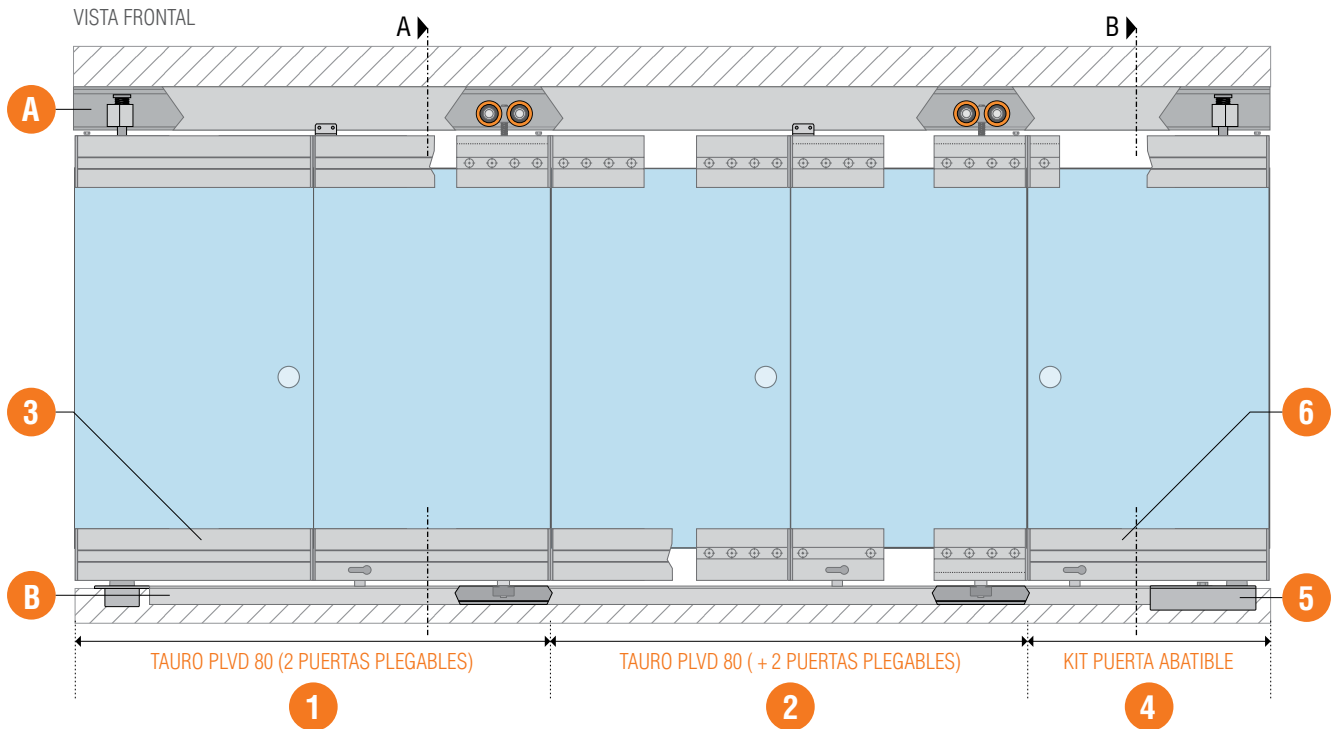 VISTA FRONTAL
A B
A
3
6
B
5
TAURO PLVD 80 (2 PUERTAS PLEGABLES)
TAURO PLVD 80 ( + 2 PUERTAS PLEGABLES)
KIT PUERTA ABATIBLE
1
2
4